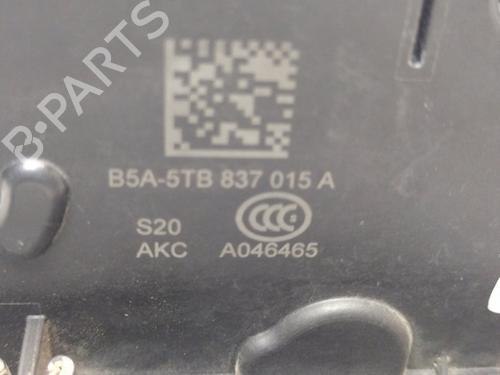 B-PARTS
B5A-5TB 837 015 A
S20
CCC
AKC A046465